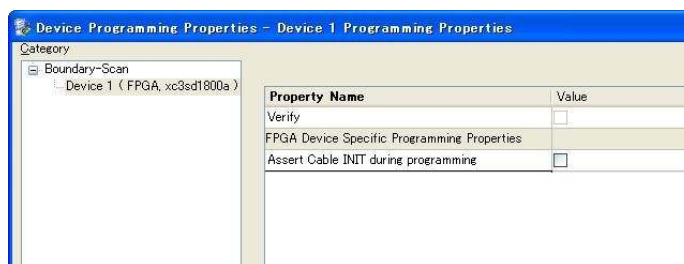 Device Programming Properties - Device 1 Programming Properties
Category
Boundary-Scan
Device 1 ( FPGA, xc3sd1800a )
Property Name Value
Verify
FPGA Device Specific Programming Properties
Assert Cable INIT during programming